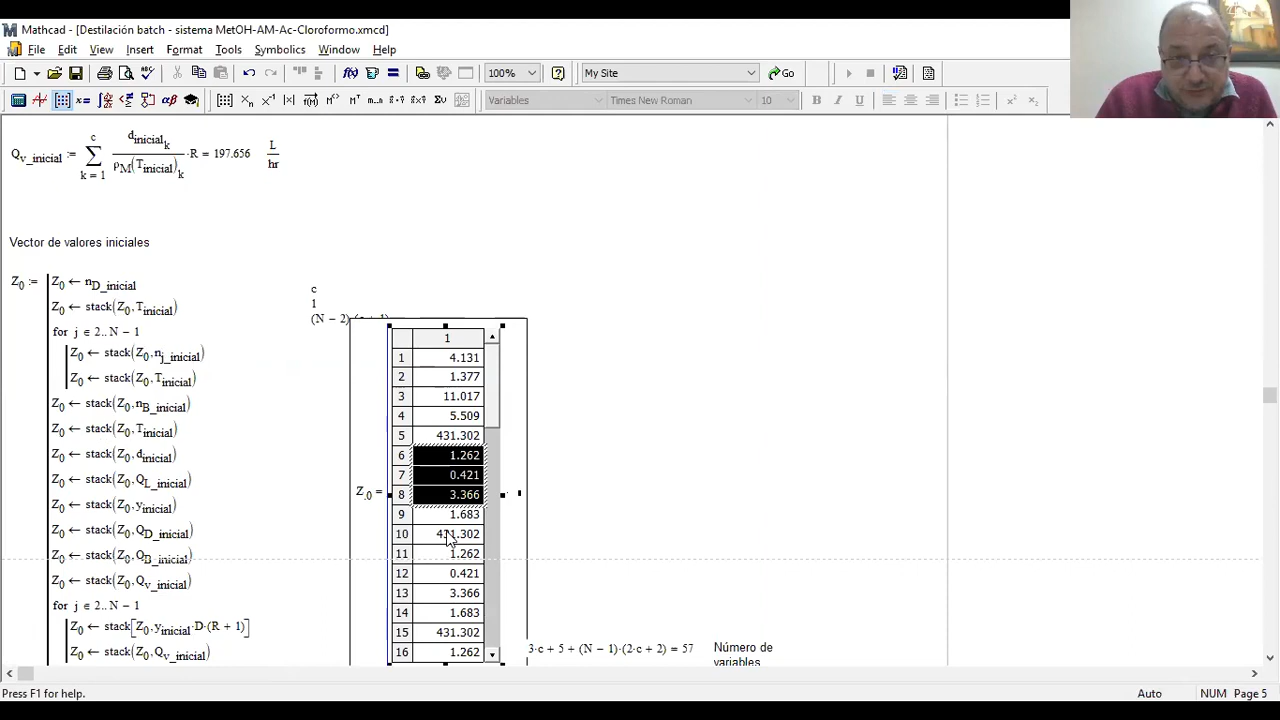 Mathcad - [Destilación batch - sistema MetOH-AM-Ac-Cloroformo.xmcd]
File Edit View Insert Format Tools Symbolics Window Help
100% My Site Go
Variables Times New Roman 10 B I U
Q_v_inicial := ∑ c k = 1 d_inicial_k / ρ_M(T_inicial)_k · R = 197.656 L/hr
Vector de valores iniciales
Z_0 := Z_0 ← n_D_inicial
Z_0 ← stack(Z_0, T_inicial)
for j ∈ 2..N − 1
Z_0 ← stack(Z_0, n_j_inicial)
Z_0 ← stack(Z_0, T_inicial)
Z_0 ← stack(Z_0, n_B_inicial)
Z_0 ← stack(Z_0, T_inicial)
Z_0 ← stack(Z_0, d_inicial)
Z_0 ← stack(Z_0, Q_L_inicial)
Z_0 ← stack(Z_0, y_inicial)
Z_0 ← stack(Z_0, Q_D_inicial)
Z_0 ← stack(Z_0, Q_B_inicial)
Z_0 ← stack(Z_0, Q_v_inicial)
for j ∈ 2..N − 1
Z_0 ← stack[Z_0, y_inicial·D·(R + 1)]
Z_0 ← stack(Z_0, Q_v_inicial)
c
1
(N − 2)
Z_0 =
1
1 4.131
2 1.377
3 11.017
4 5.509
5 431.302
6 1.262
7 0.421
8 3.366
9 1.683
10 431.302
11 1.262
12 0.421
13 3.366
14 1.683
15 431.302
16 1.262
3·c + 5 + (N − 1)·(2·c + 2) = 57
Número de
variables
Press F1 for help.
Auto NUM Page 5